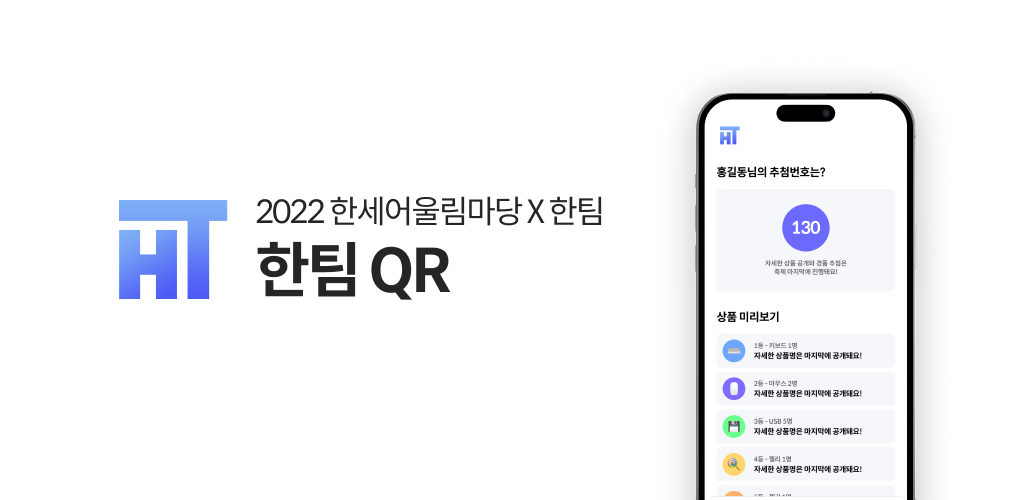 HT
2022 한세어울림마당 X 한팀
한팀 QR
HT
홍길동님의 추첨번호는?
130
자세한 상품 공개와 경품 추첨은
축제 마지막에 진행돼요!
상품 미리보기
1등 - 키보드 1명
자세한 상품명은 마지막에 공개돼요!
2등 - 마우스 2명
자세한 상품명은 마지막에 공개돼요!
3등 - USB 5명
자세한 상품명은 마지막에 공개돼요!
4등 - 젤리 1명
자세한 상품명은 마지막에 공개돼요!